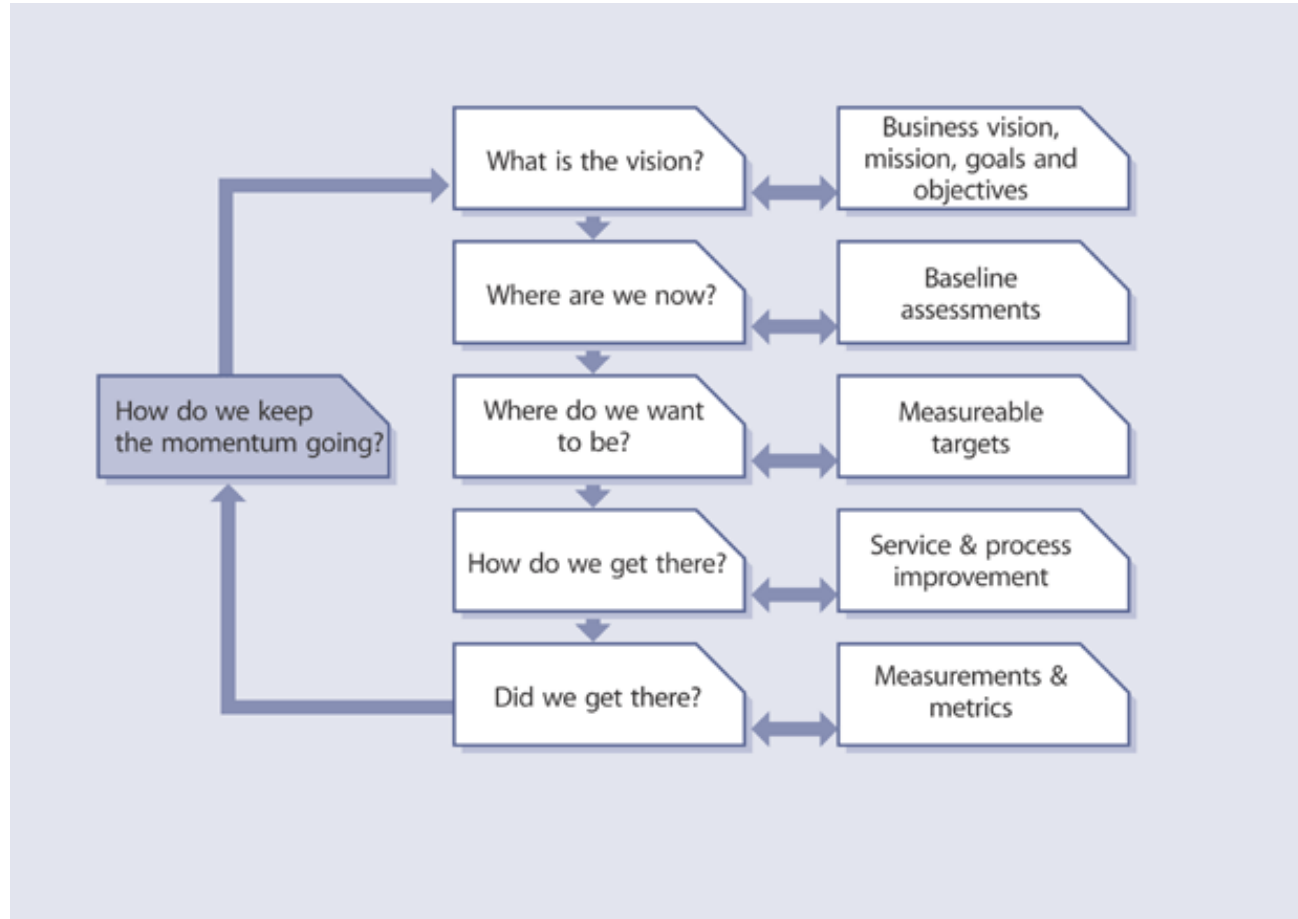 What is the vision?
Business vision,
mission, goals and
objectives
Where are we now?
Baseline
assessments
How do we keep
the momentum going?
Where do we want
to be?
Measureable
targets
How do we get there?
Service & process
improvement
Did we get there?
Measurements &
metrics